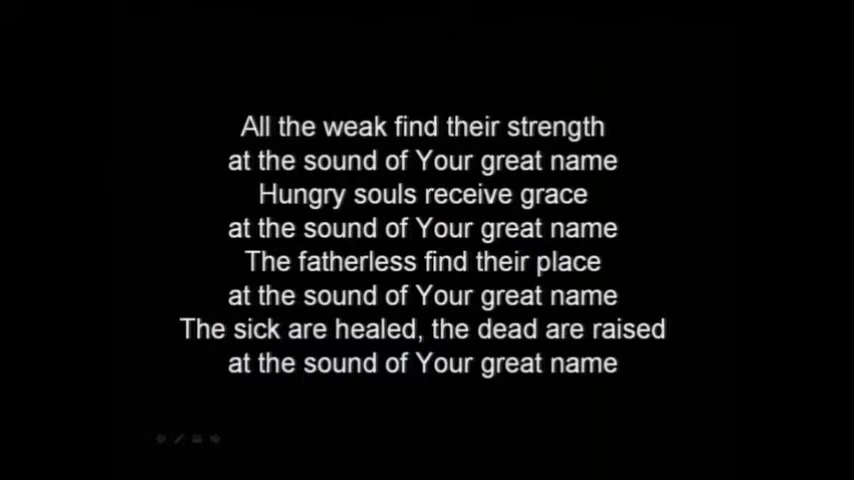 All the weak find their strength
at the sound of Your great name
Hungry souls receive grace
at the sound of Your great name
The fatherless find their place
at the sound of Your great name
The sick are healed, the dead are raised
at the sound of Your great name